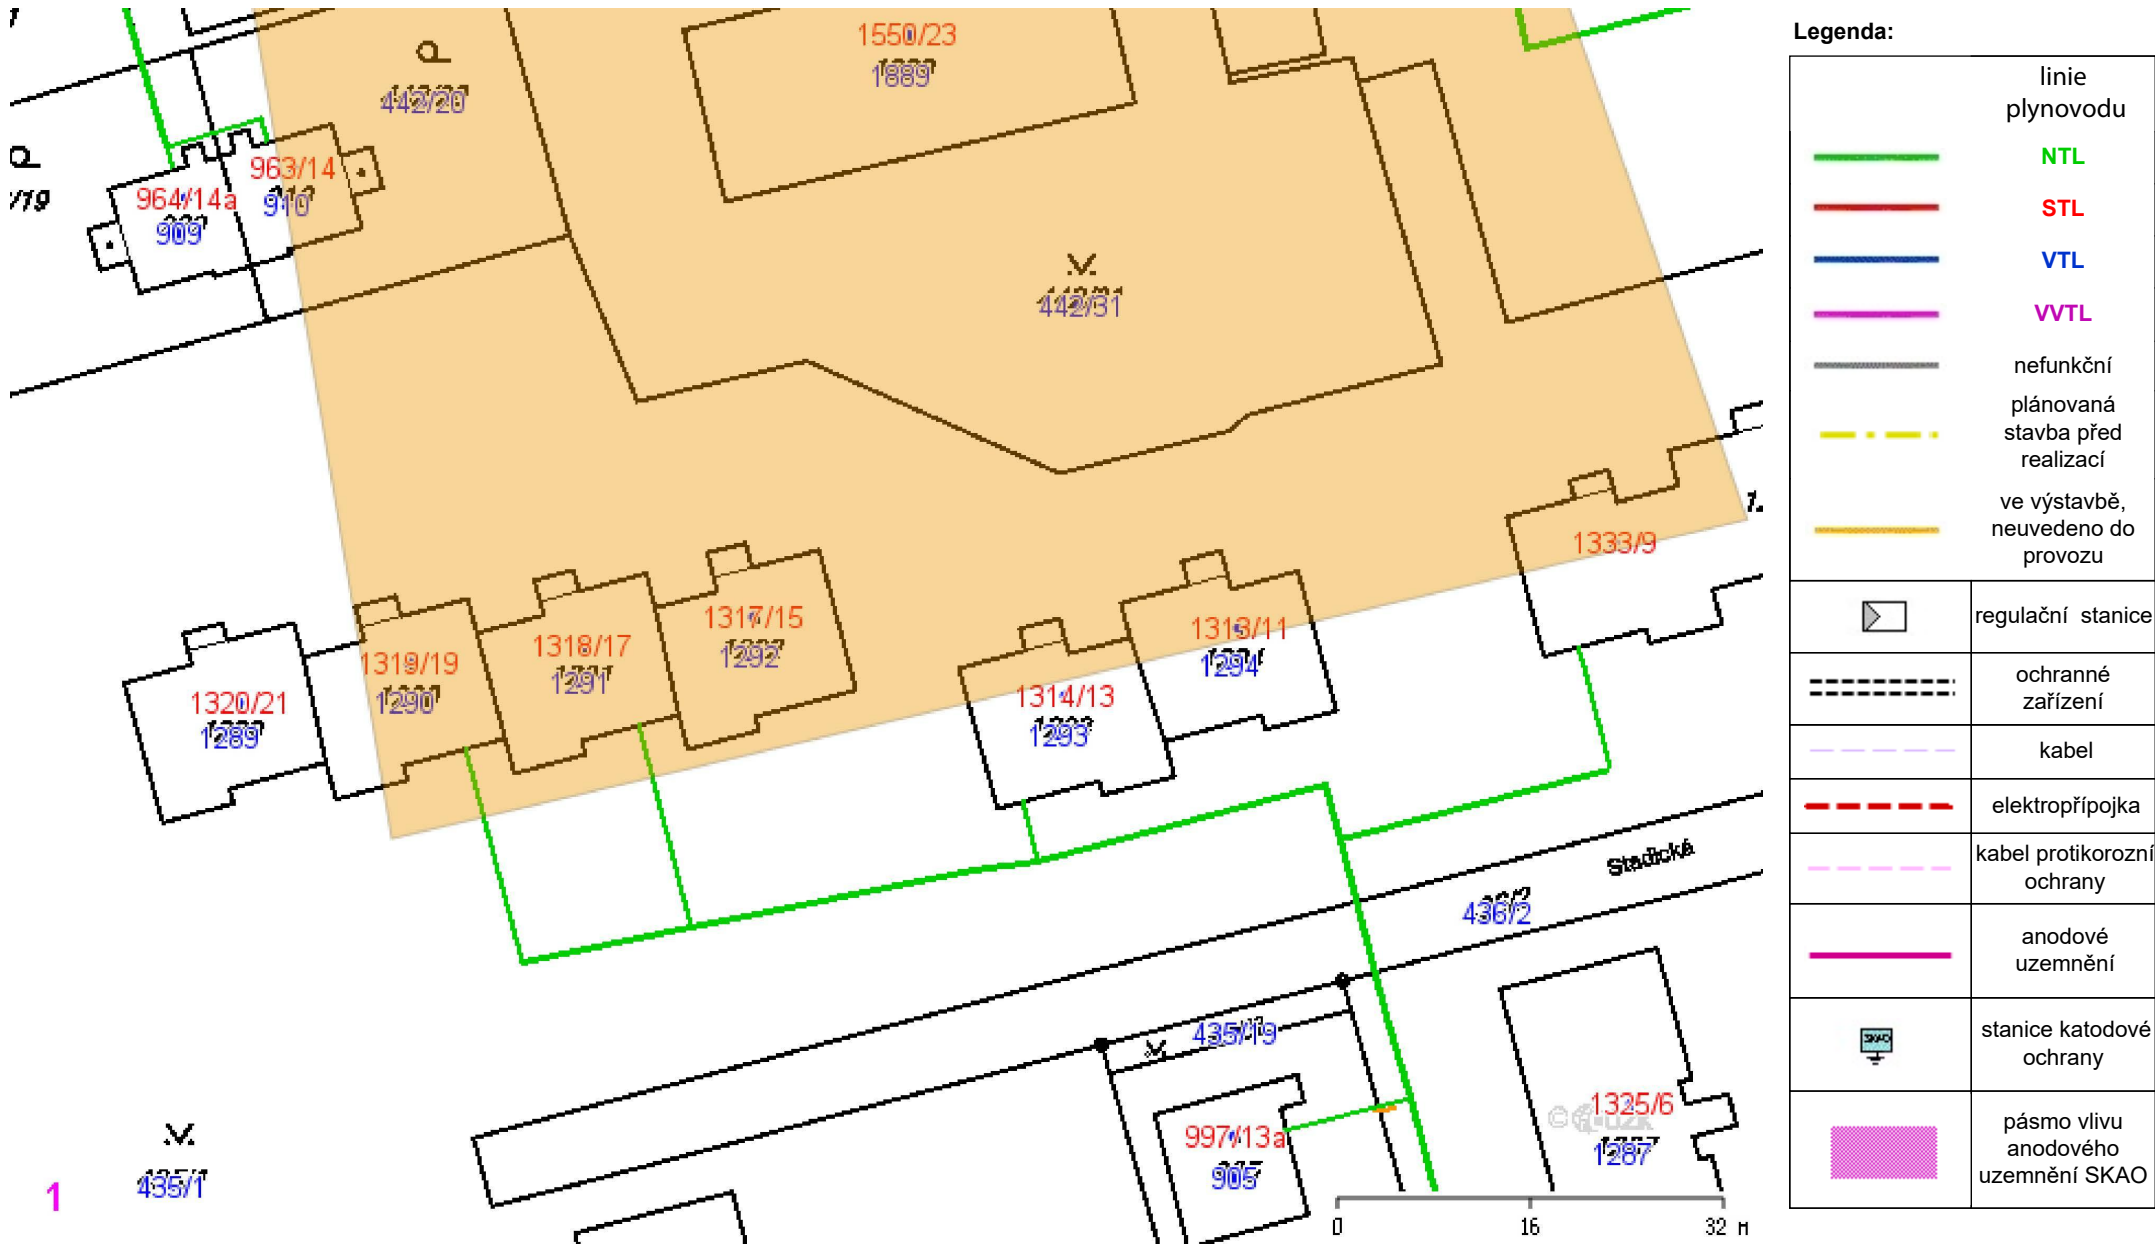 1550/23
1889
442/20
963/14
910
964/14a
909
/19
442/31
1333/9
1317/15
1292
1318/17
1291
1319/19
1290
1320/21
1289
1313/11
1294
1314/13
1293
Stadická
436/2
435/19
997/13a
905
1325/6
1287
435/1
1
0 16 32 M
Legenda:
linie
plynovodu
NTL
STL
VTL
VVTL
nefunkční
plánovaná
stavba před
realizací
ve výstavbě,
neuvedeno do
provozu
regulační stanice
ochranné
zařízení
kabel
elektropřípojka
kabel protikorozní
ochrany
anodové
uzemnění
SKAO
stanice katodové
ochrany
pásmo vlivu
anodového
uzemnění SKAO